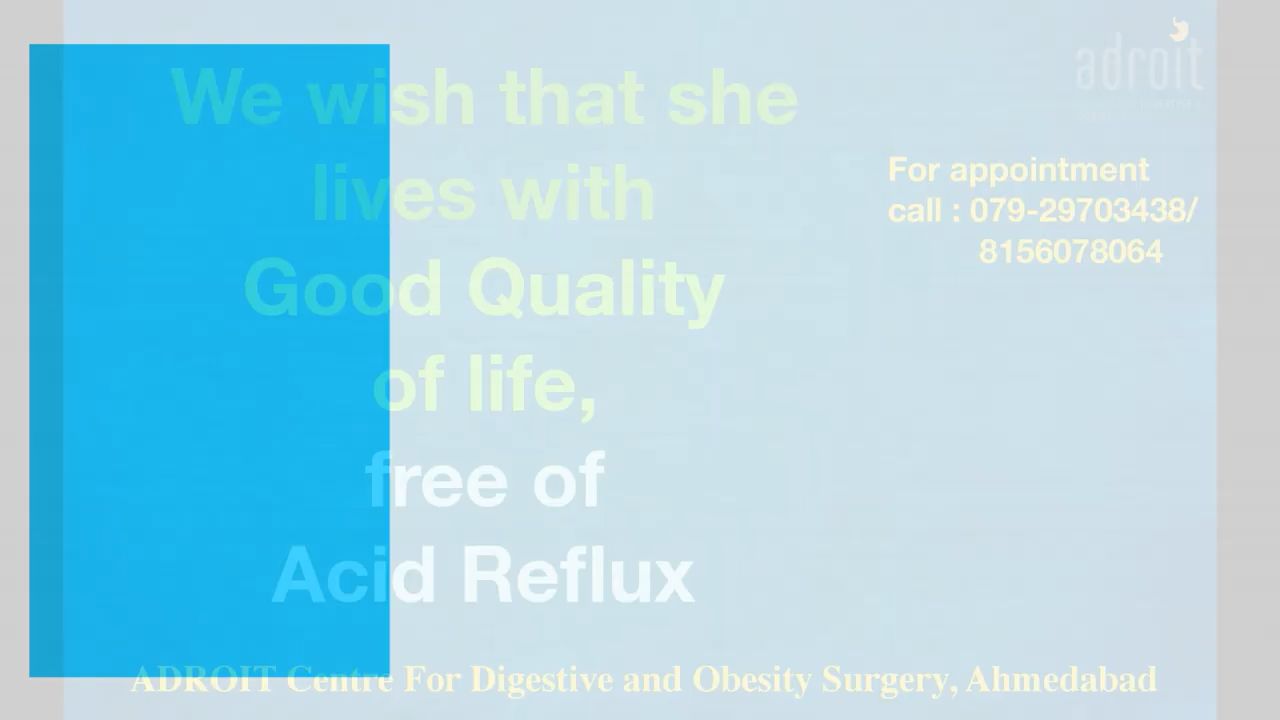 We wish that she
lives with
Good Quality
of life,
free of
Acid Reflux
adroit
For appointment
call : 079-29703438/
8156078064
ADROIT Centre For Digestive and Obesity Surgery, Ahmedabad